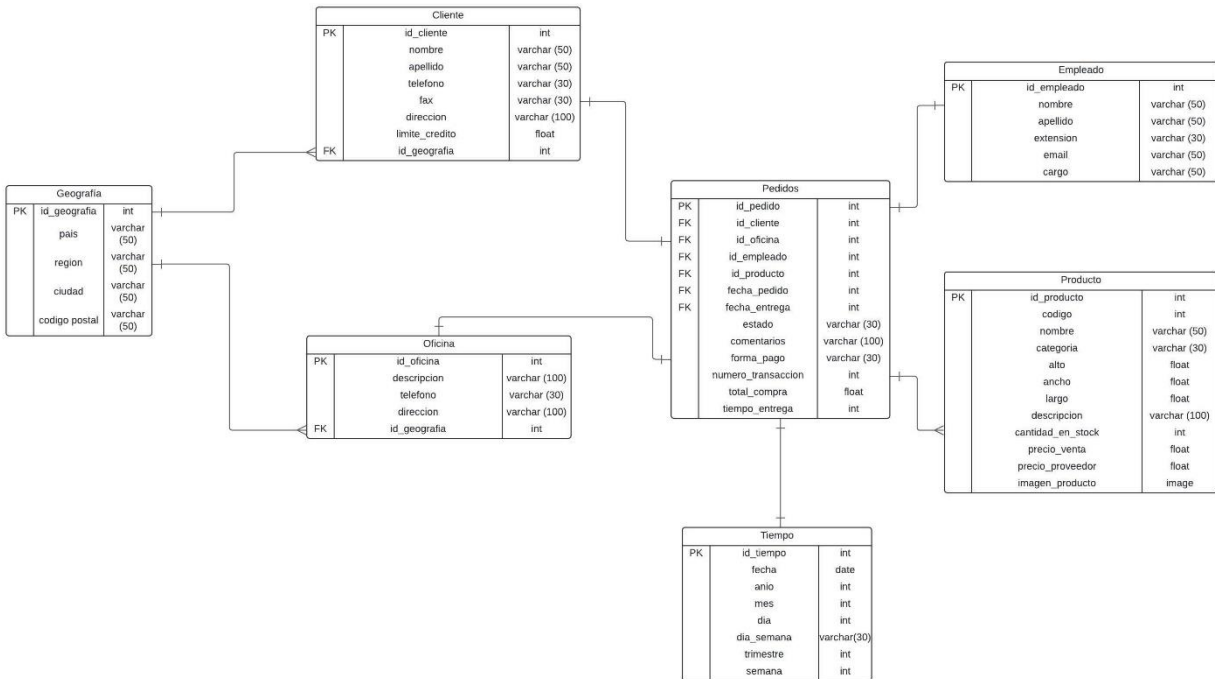 Cliente
PK id_cliente int
nombre varchar (50)
apellido varchar (50)
telefono varchar (30)
fax varchar (30)
direccion varchar (100)
limite_credito float
FK id_geografia int
Empleado
PK id_empleado int
nombre varchar (50)
apellido varchar (50)
extension varchar (30)
email varchar (50)
cargo varchar (50)
Geografía
PK id_geografia int
pais varchar
(50)
region varchar
(50)
ciudad varchar
(50)
codigo postal varchar
(50)
Pedidos
PK id_pedido int
FK id_cliente int
FK id_oficina int
FK id_empleado int
FK id_producto int
FK fecha_pedido int
FK fecha_entrega int
estado varchar (30)
comentarios varchar (100)
forma_pago varchar (30)
numero_transaccion int
total_compra float
tiempo_entrega int
Producto
PK id_producto int
codigo int
nombre varchar (50)
categoria varchar (30)
alto float
ancho float
largo float
descripcion varchar (100)
cantidad_en_stock int
precio_venta float
precio_proveedor float
imagen_producto image
Oficina
PK id_oficina int
descripcion varchar (100)
telefono varchar (30)
direccion varchar (100)
FK id_geografia int
Tiempo
PK id_tiempo int
fecha date
anio int
mes int
dia int
dia_semana varchar(30)
trimestre int
semana int